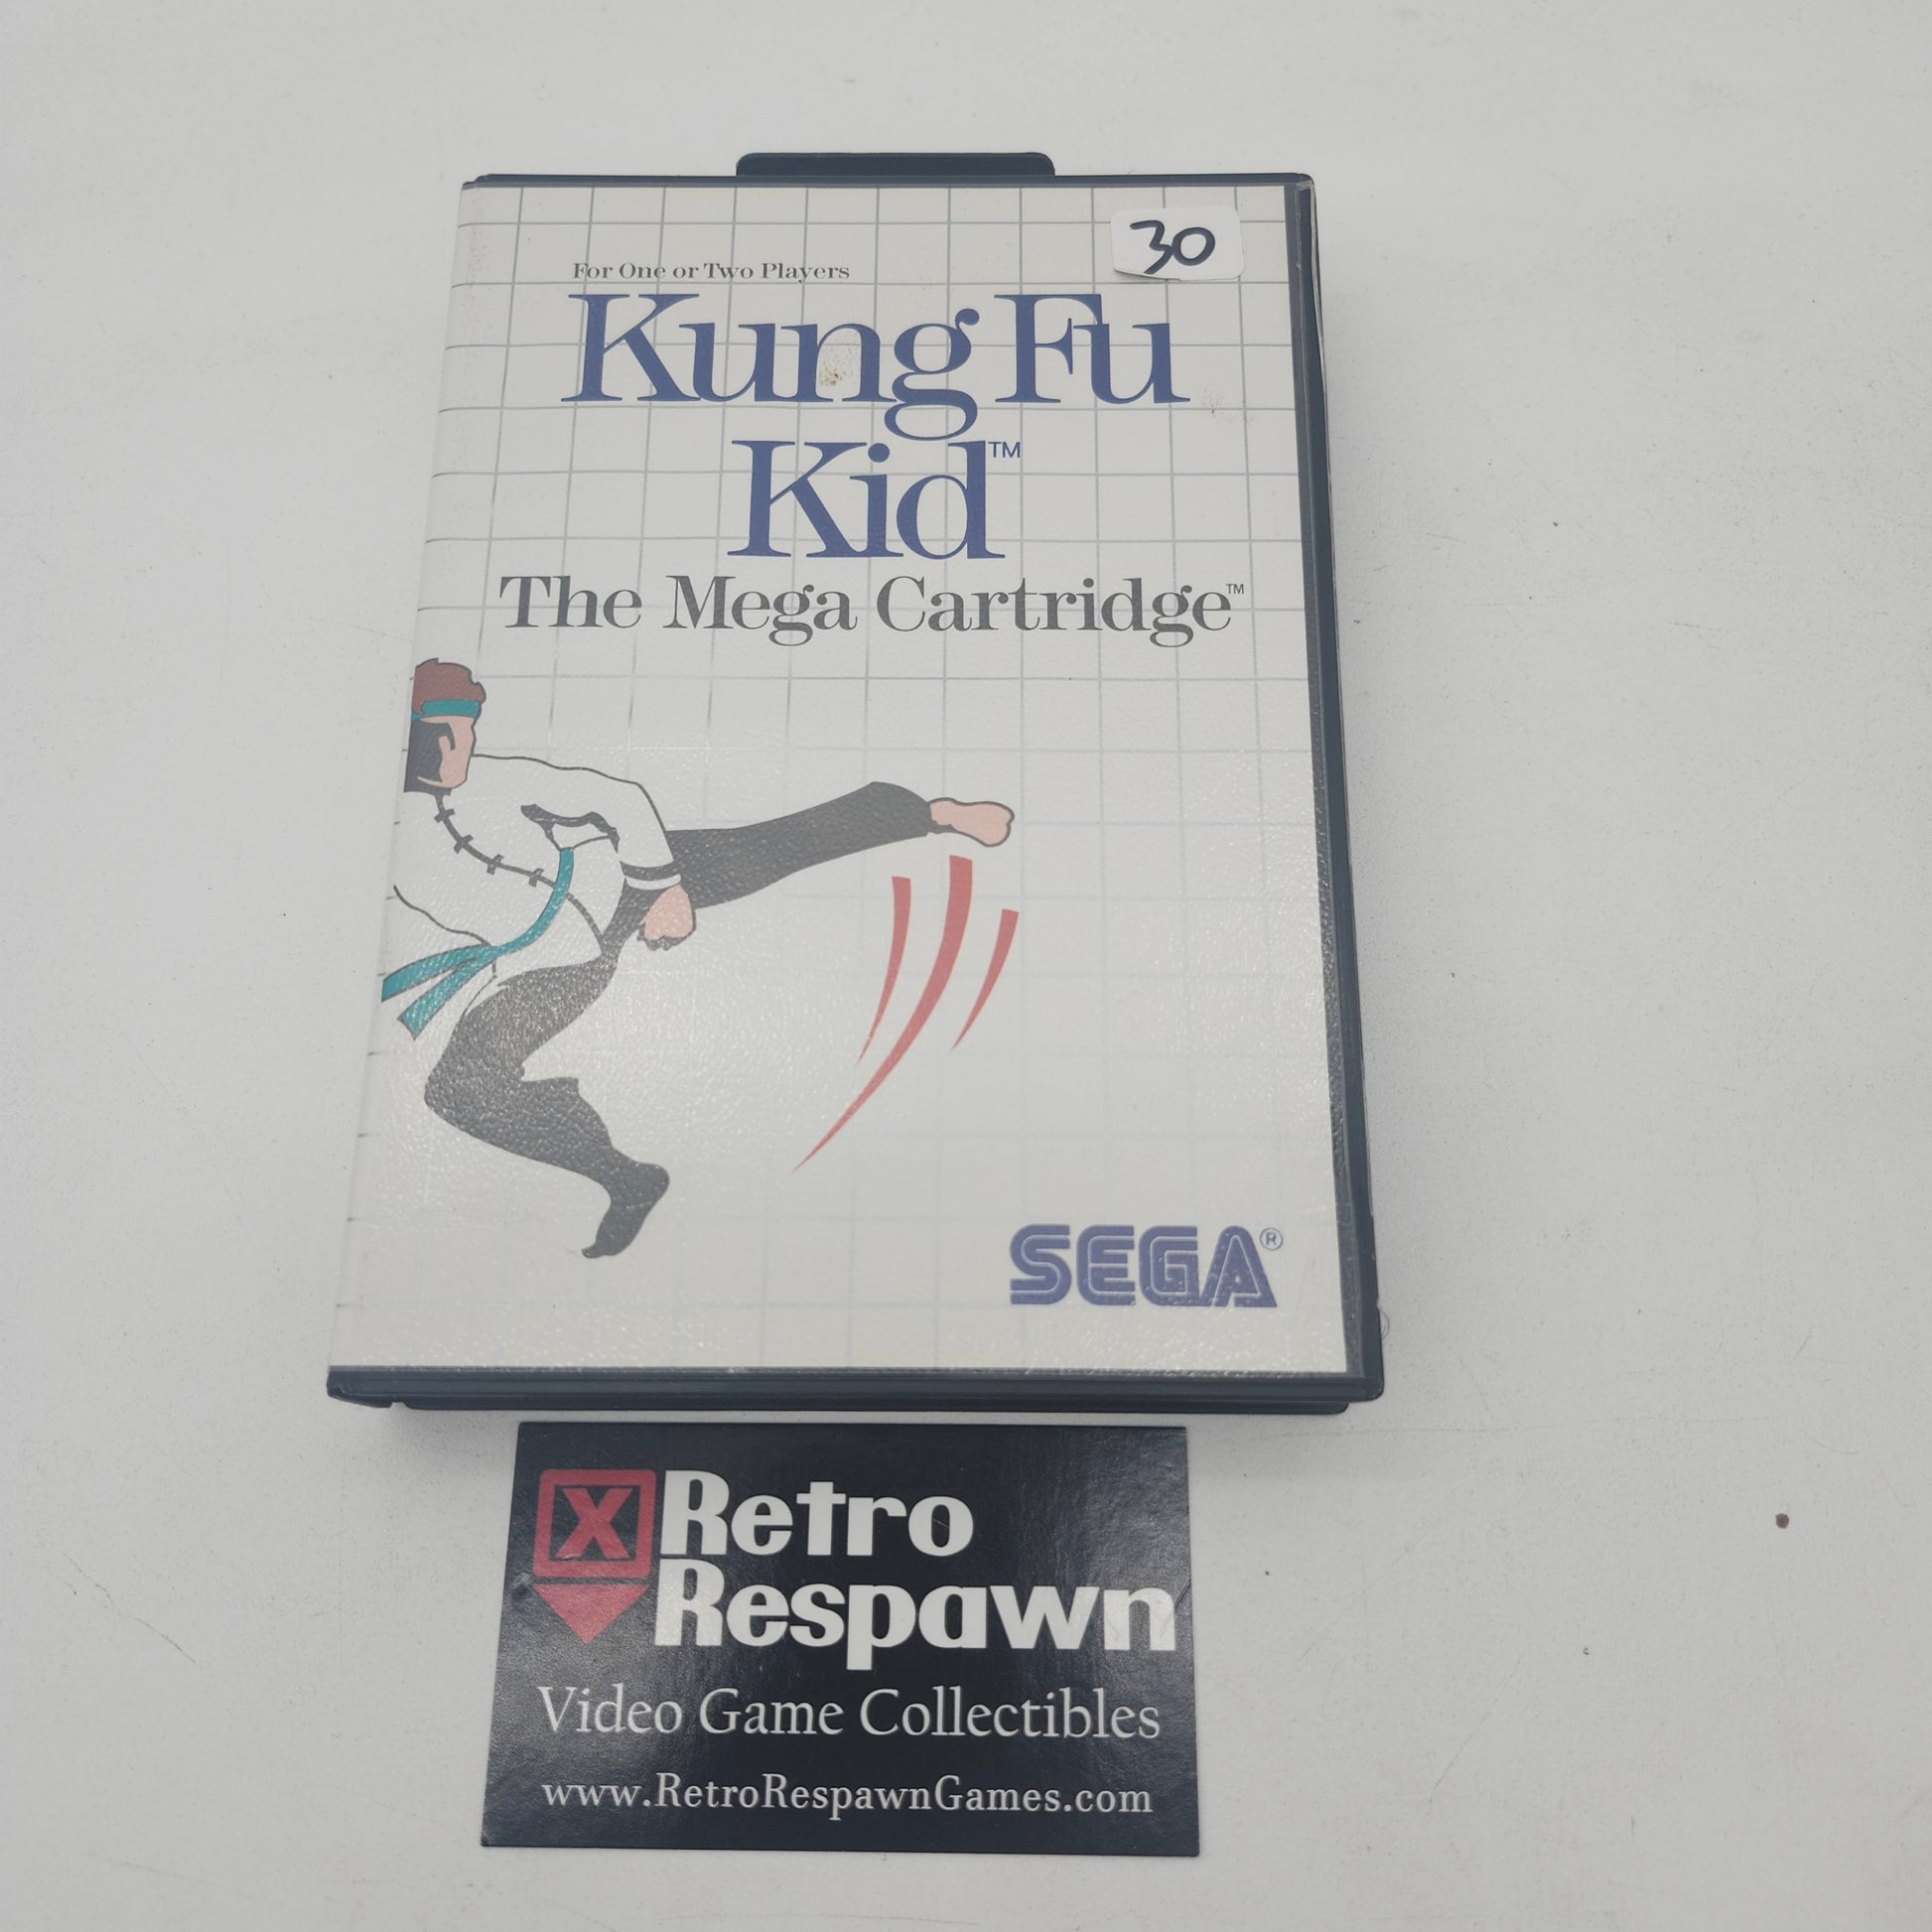 30
For One or Two Players
Kung Fu
Kid™
The Mega Cartridge™
SEGA®
X Retro
Respawn
Video Game Collectibles
www.RetroRespawnGames.com